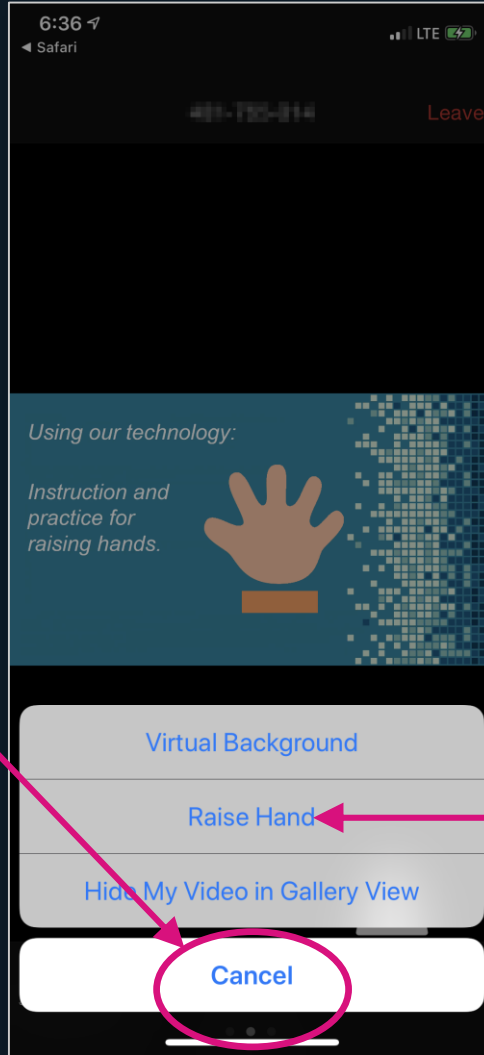 6:36
LTE
◀ Safari
Leave
Using our technology:
Instruction and
practice for
raising hands.
Virtual Background
Raise Hand
Hide My Video in Gallery View
Cancel